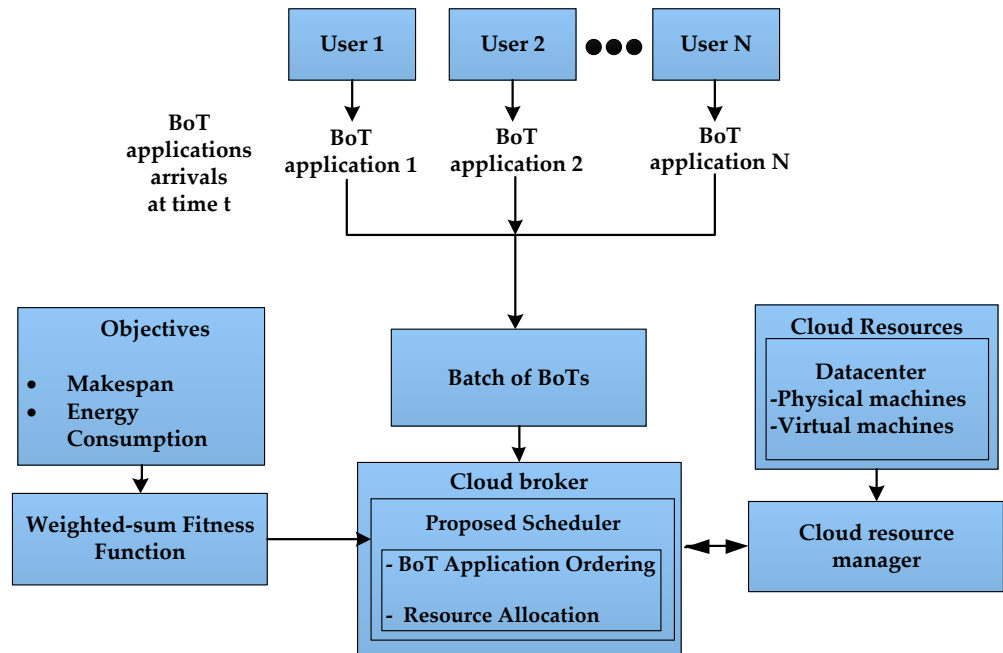 User 1
User 2
User N
BoT
applications
arrivals
at time t
BoT
application 1
BoT
application 2
BoT
application N
Objectives
• Makespan
• Energy
Consumption
Batch of BoTs
Cloud Resources
Datacenter
-Physical machines
-Virtual machines
Weighted-sum Fitness
Function
Cloud broker
Proposed Scheduler
- BoT Application Ordering
- Resource Allocation
Cloud resource
manager